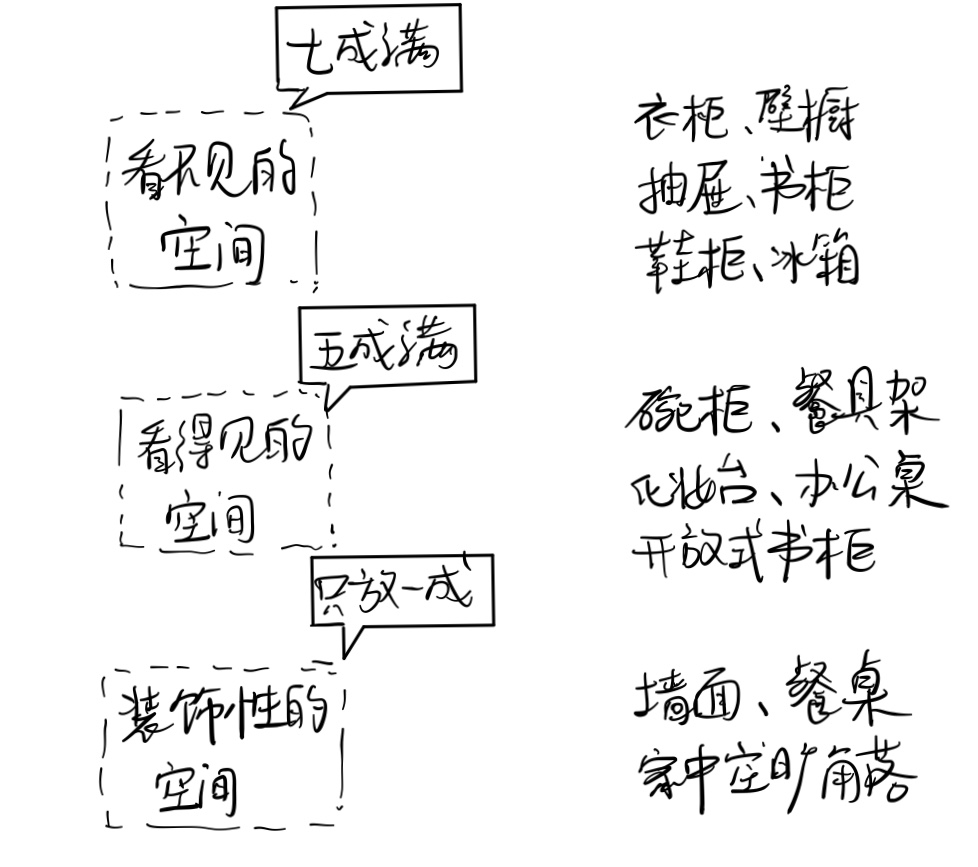 七成满
看不见的
空间
衣柜、壁橱
抽屉、书柜
鞋柜、冰箱
五成满
看得见的
空间
碗柜、餐具架
化妆台、办公桌
开放式书柜
只放一成
装饰性的
空间
墙面、餐桌
家中空旷角落